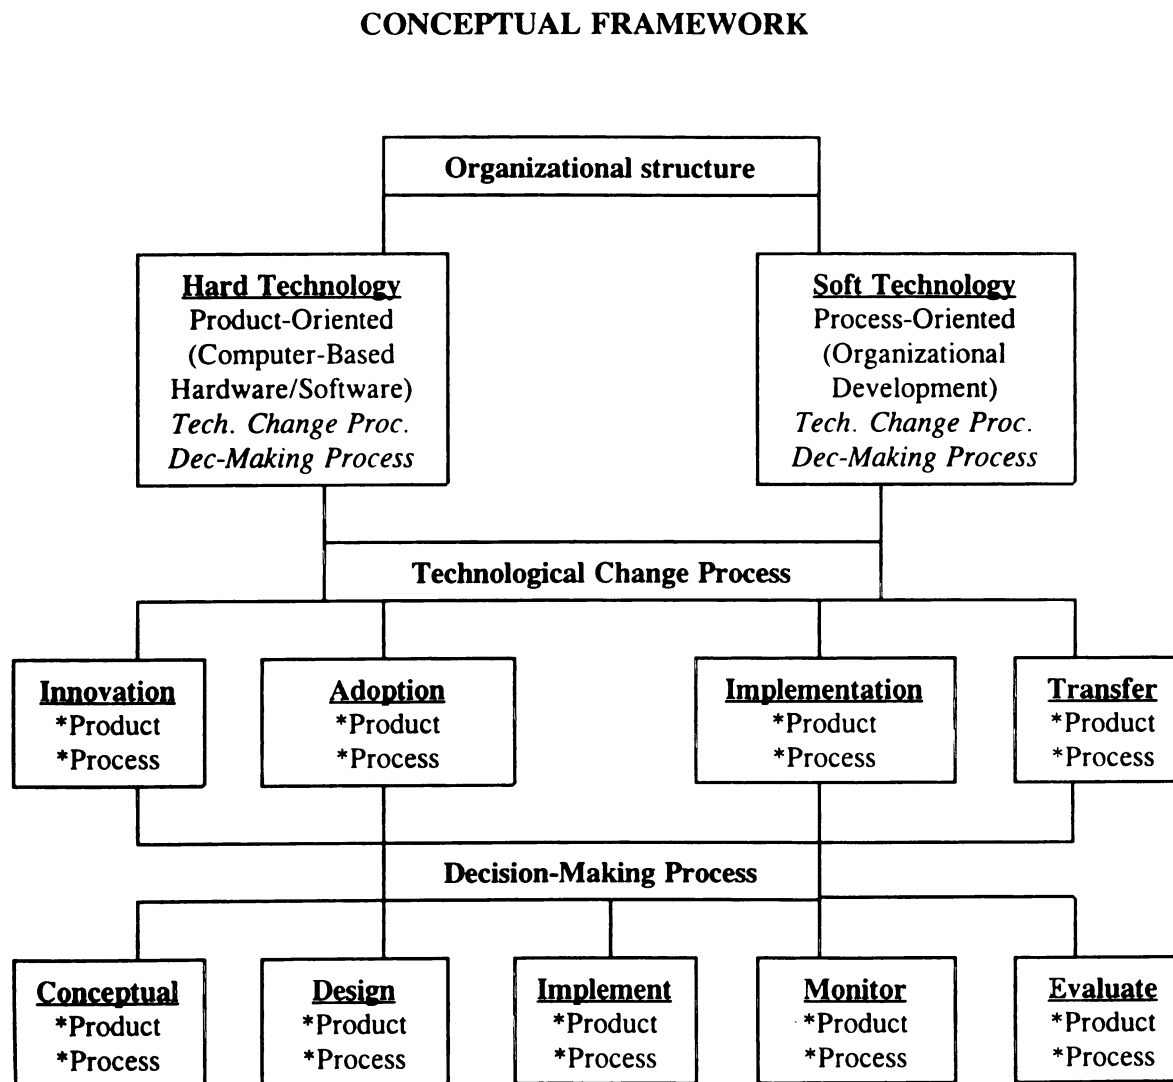 CONCEPTUAL FRAMEWORK
Organizational structure
Hard Technology
Product-Oriented
(Computer-Based
Hardware/Software)
Tech. Change Proc.
Dec-Making Process
Soft Technology
Process-Oriented
(Organizational
Development)
Tech. Change Proc.
Dec-Making Process
Technological Change Process
Innovation
*Product
*Process
Adoption
*Product
*Process
Implementation
*Product
*Process
Transfer
*Product
*Process
Decision-Making Process
Conceptual
*Product
*Process
Design
*Product
*Process
Implement
*Product
*Process
Monitor
*Product
*Process
Evaluate
*Product
*Process